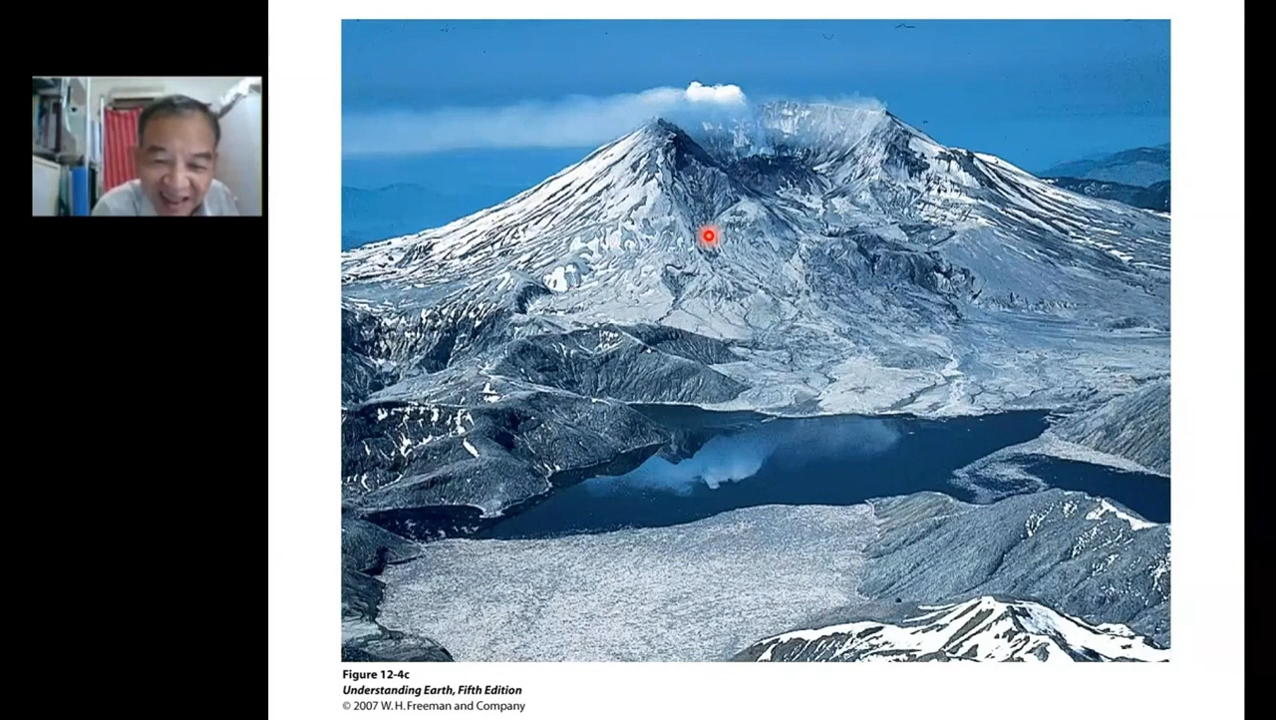 Figure 12-4c
Understanding Earth, Fifth Edition
© 2007 W. H. Freeman and Company